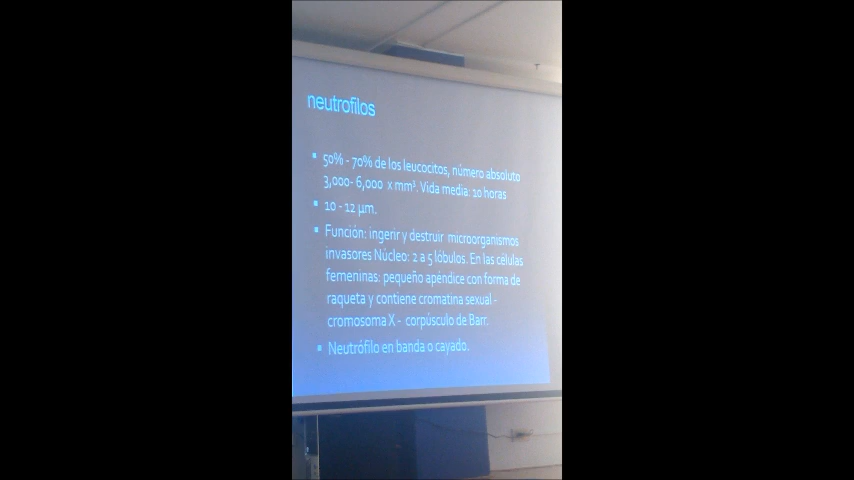 neutrofilos
▪ 50% - 70% de los leucocitos, número absoluto
3,000- 6,000 x mm³. Vida media: 10 horas
▪ 10 - 12 µm.
▪ Función: ingerir y destruir microorganismos
invasores Núcleo: 2 a 5 lóbulos. En las células
femeninas: pequeño apéndice con forma de
raqueta y contiene cromatina sexual -
cromosoma X - corpúsculo de Barr.
▪ Neutrófilo en banda o cayado.